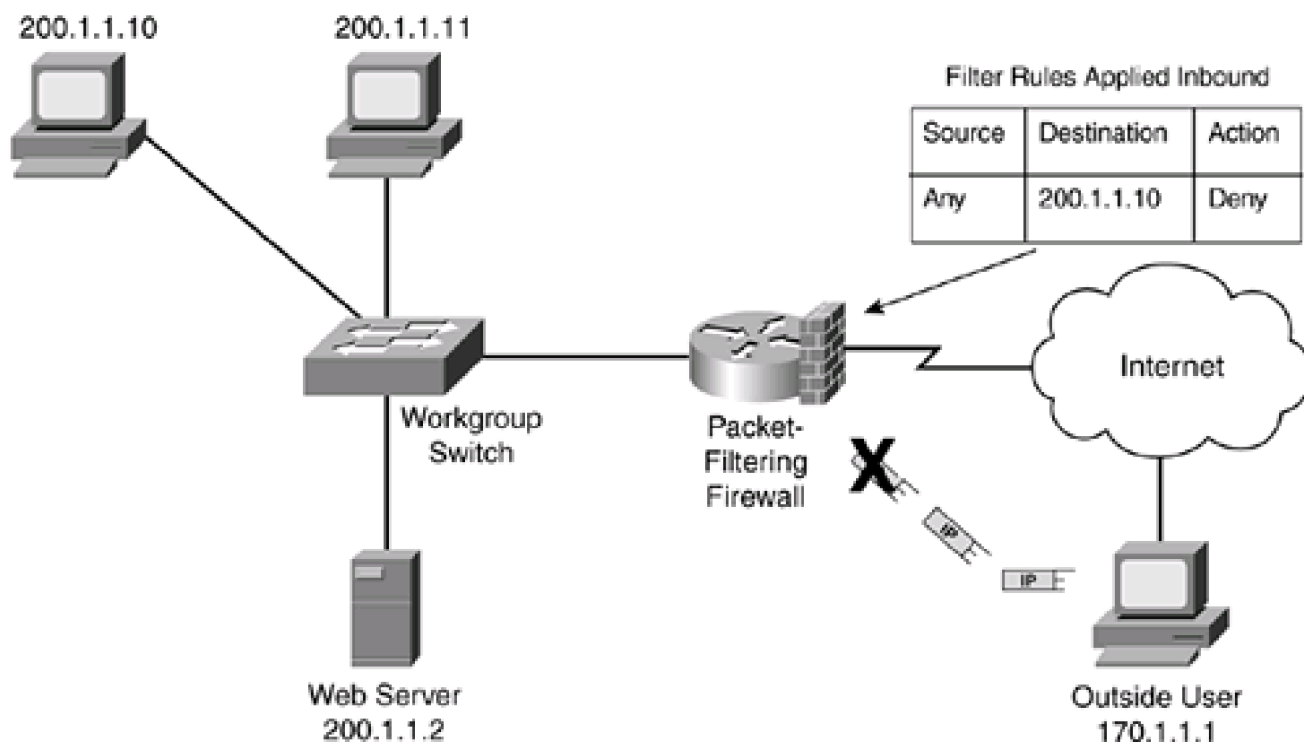 200.1.1.10
200.1.1.11
Filter Rules Applied Inbound
Source Destination Action
Any 200.1.1.10 Deny
Internet
Workgroup
Switch
Packet-
Filtering
Firewall
X
IP
IP
Web Server
200.1.1.2
Outside User
170.1.1.1